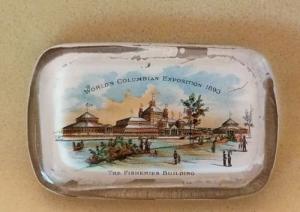 World's Columbian Exposition 1893
The Fisheries Building